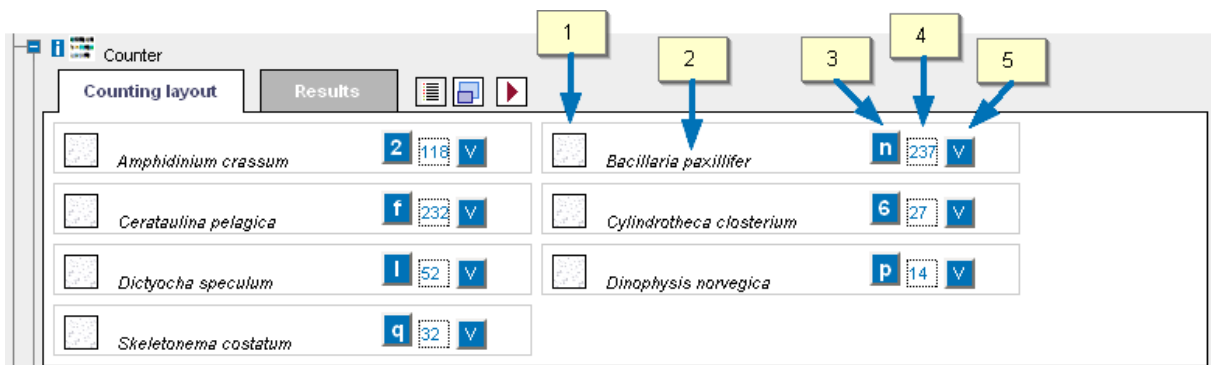 1
4
2
3
5
i Counter
Counting layout Results
Amphidinium crassum 2 118 V
Bacillaria paxillifer n 237 V
Cerataulina pelagica f 232 V
Cylindrotheca closterium 6 27 V
Dictyocha speculum l 52 V
Dinophysis norvegica p 14 V
Skeletonema costatum q 32 V